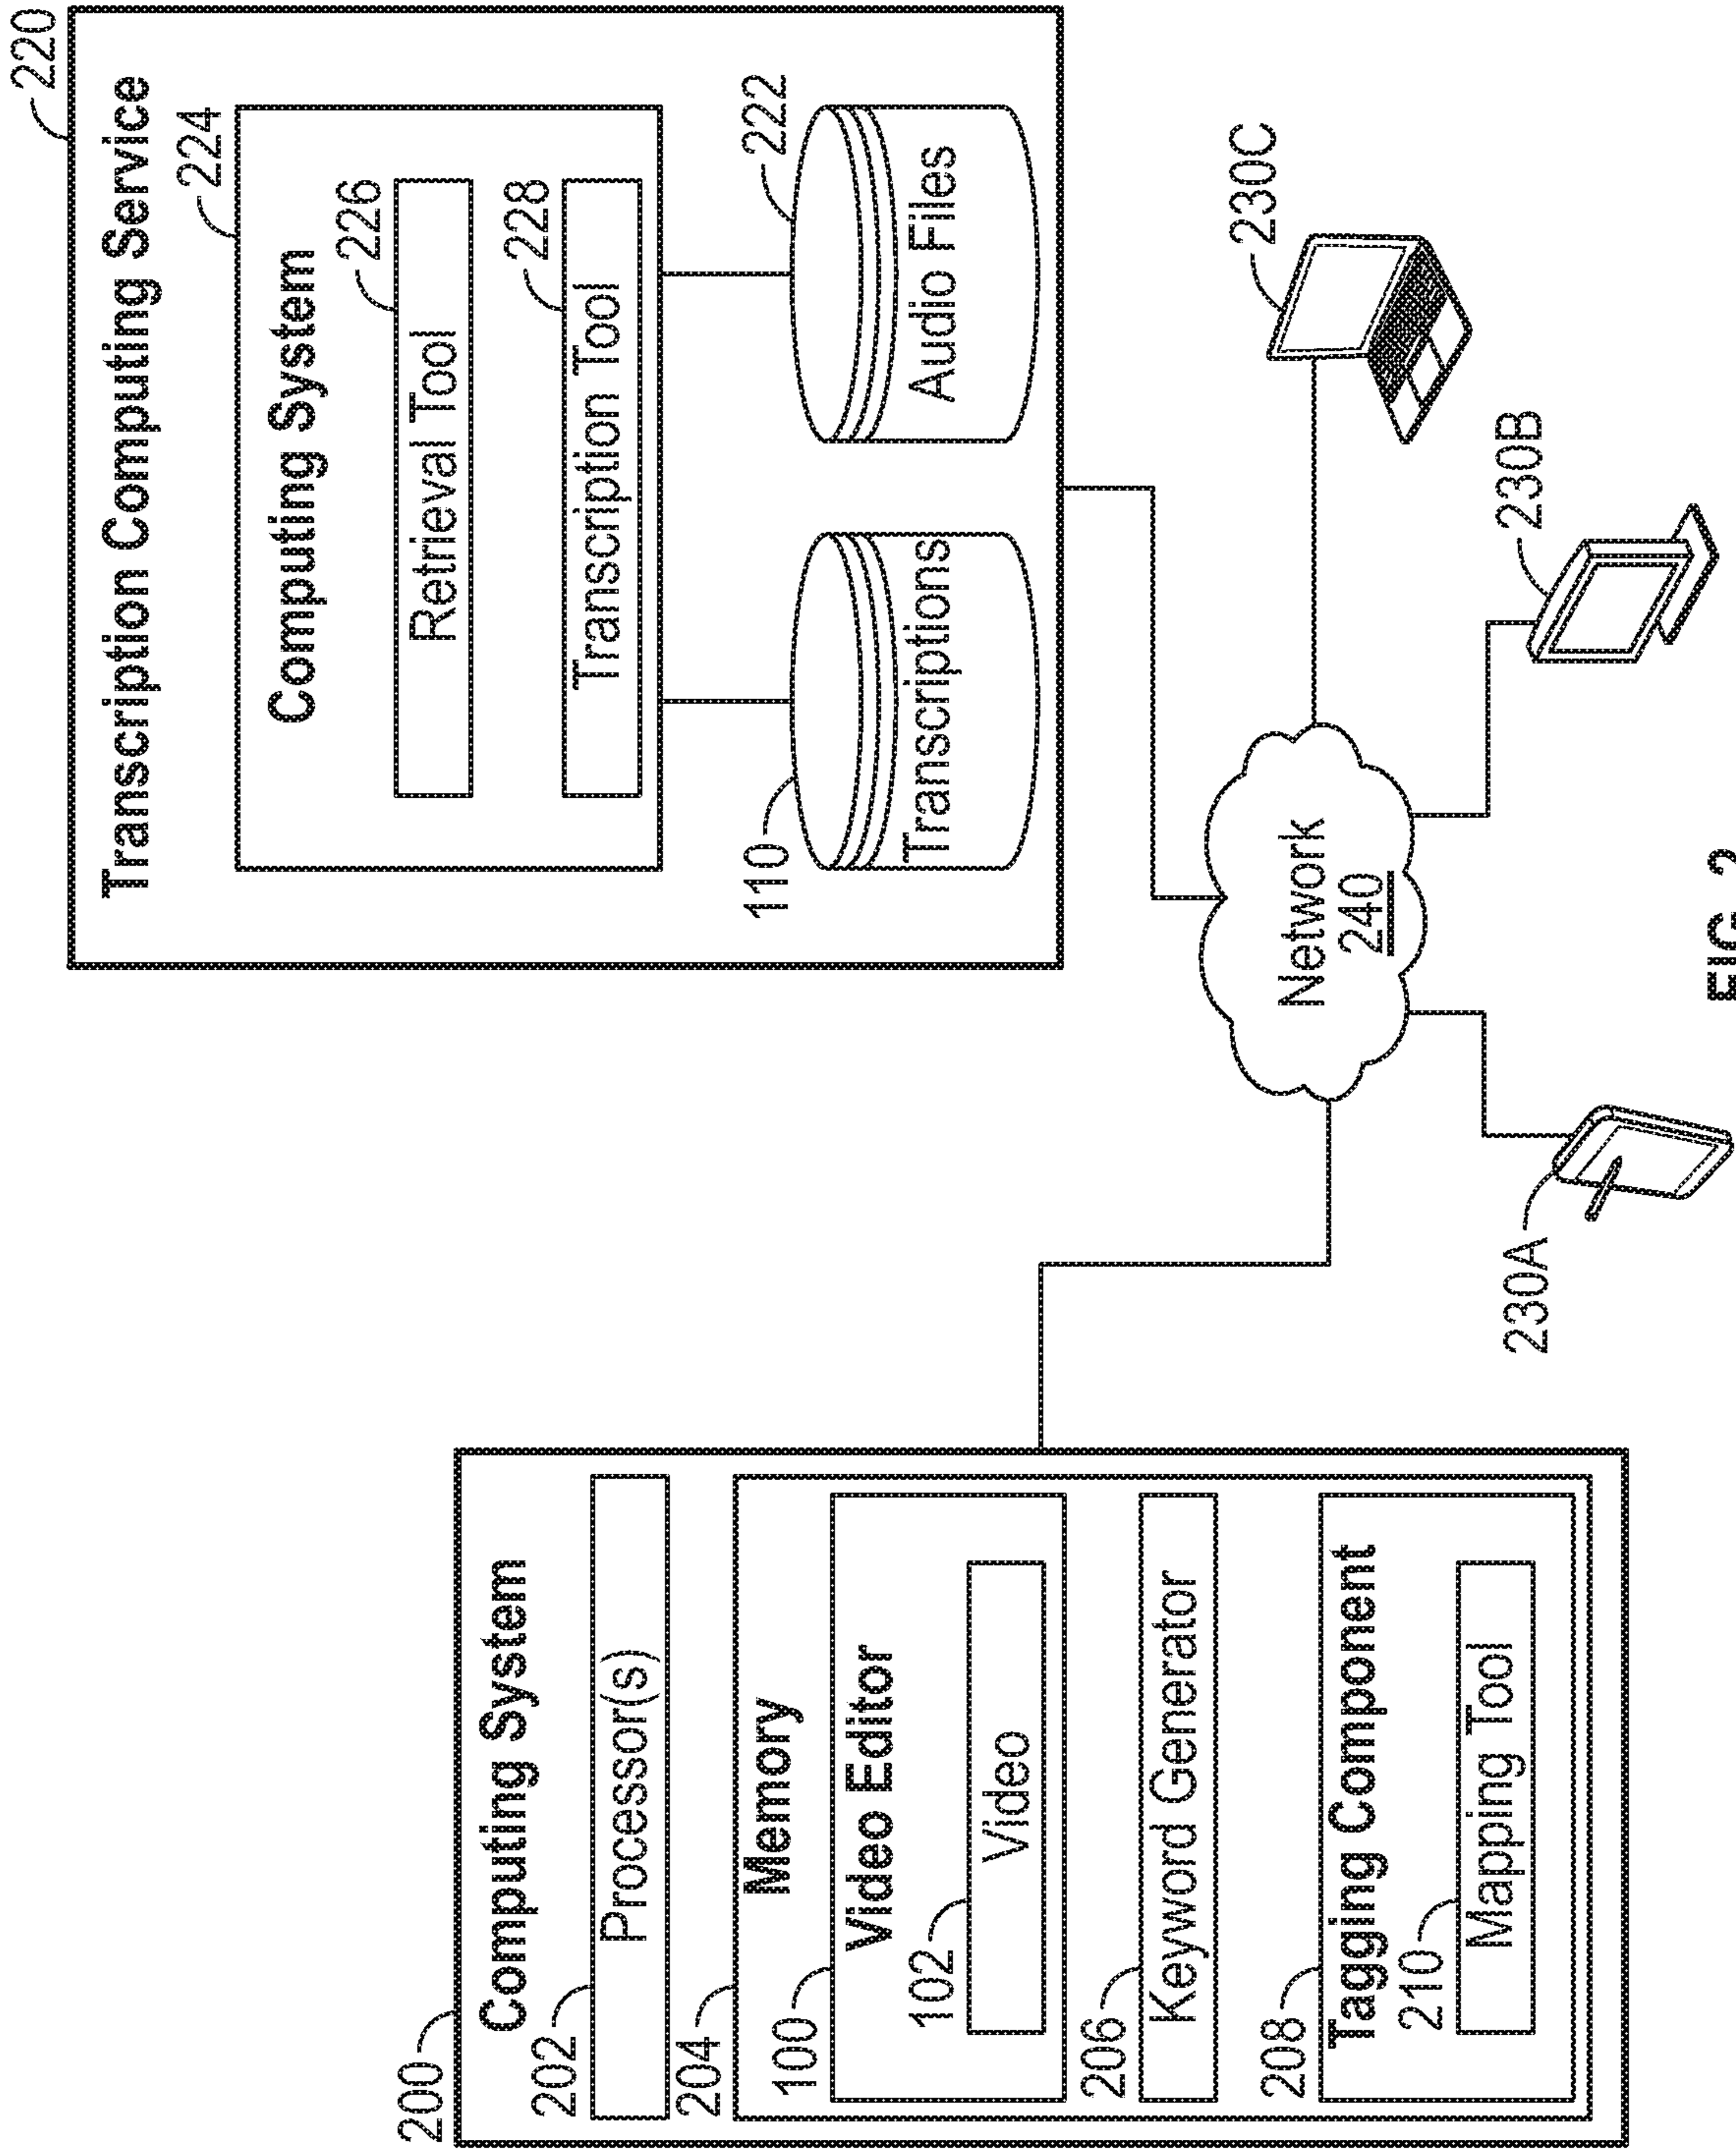 200
Computing System
202
Processor(s)
204
Memory
100
Video Editor
102
Video
206
Keyword Generator
208
Tagging Component
210
Mapping Tool
220
Transcription Computing Service
224
Computing System
226
Retrieval Tool
228
Transcription Tool
110
Transcriptions
222
Audio Files
Network
240
230A
230B
230C
FIG. 2